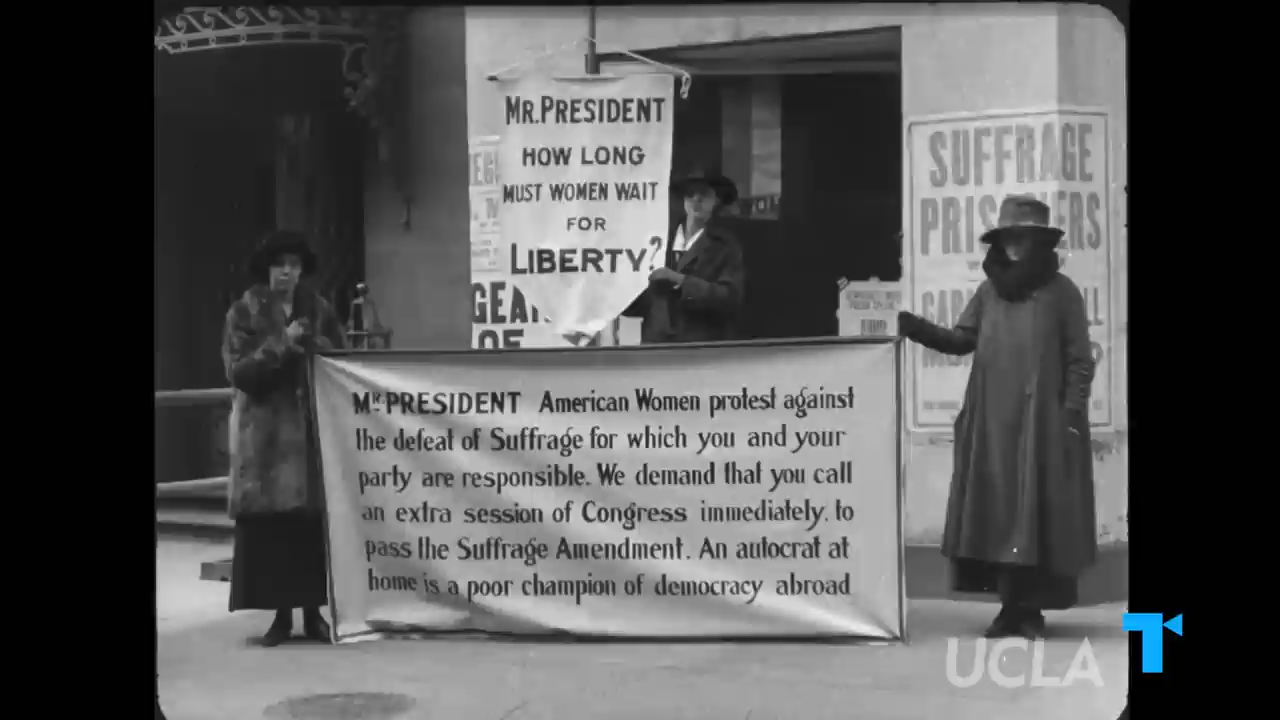 MR. PRESIDENT
HOW LONG
MUST WOMEN WAIT
FOR
LIBERTY?
SUFFRAGE
OF
MR. PRESIDENT American Women protest against
the defeat of Suffrage for which you and your
party are responsible. We demand that you call
an extra session of Congress immediately, to
pass the Suffrage Amendment. An autocrat at
home is a poor champion of democracy abroad
UCLA